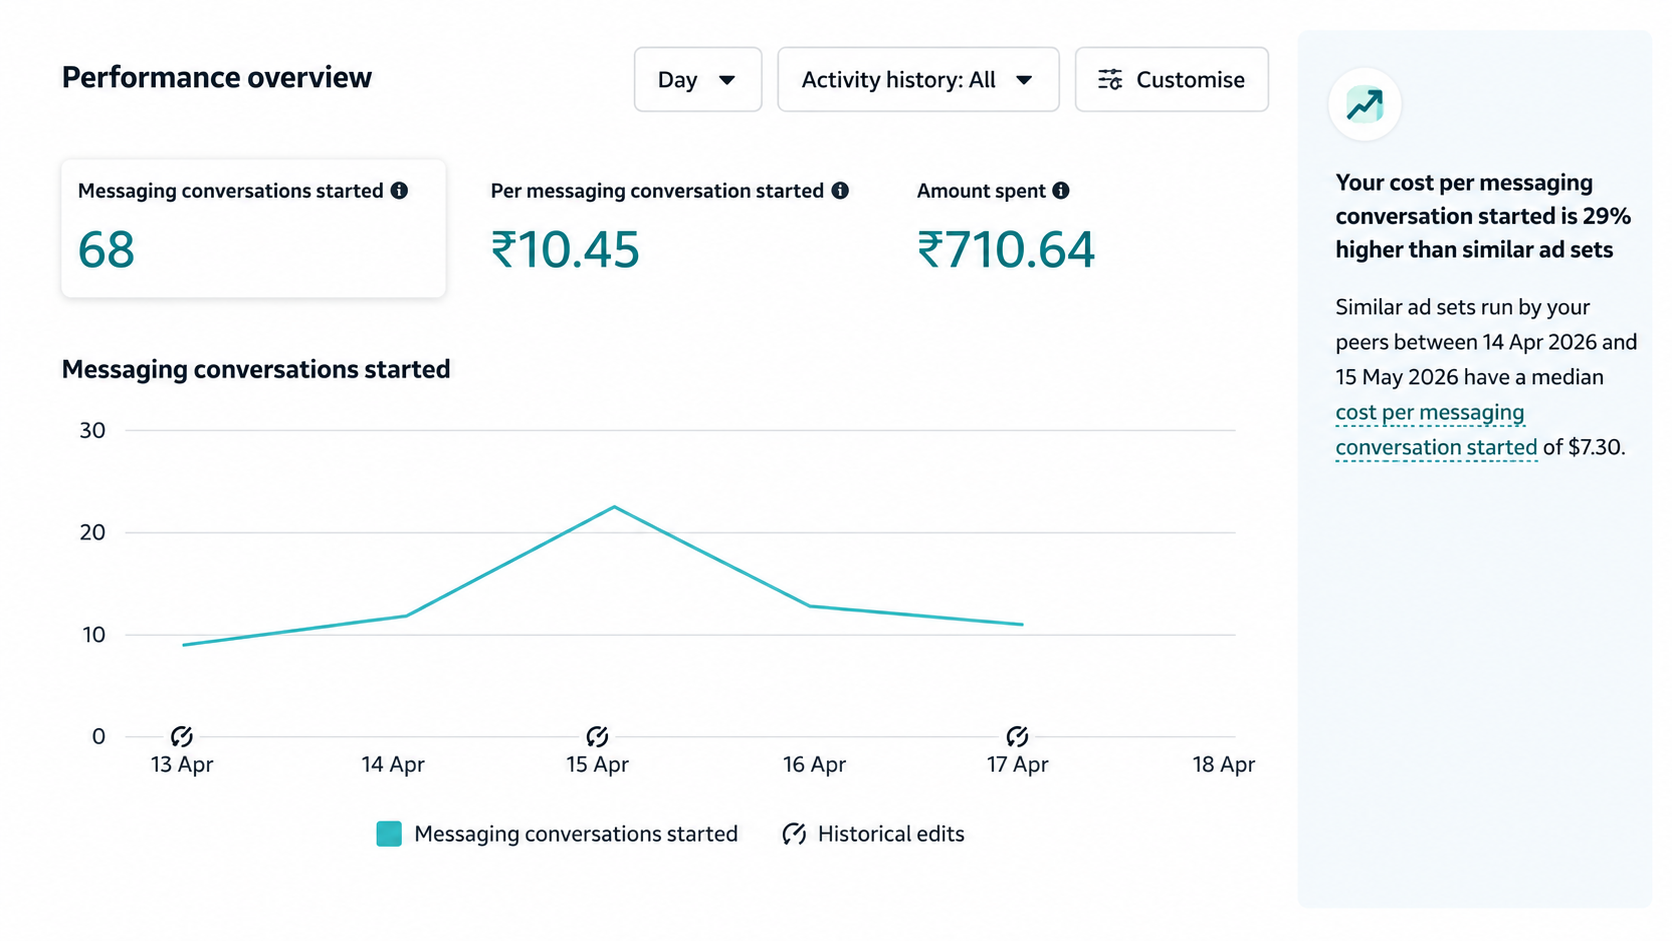 Performance overview
Day
Activity history: All
Customise
Messaging conversations started
68
Per messaging conversation started
₹10.45
Amount spent
₹710.64
Messaging conversations started
30
20
10
0
13 Apr
14 Apr
15 Apr
16 Apr
17 Apr
18 Apr
Messaging conversations started
Historical edits
Your cost per messaging
conversation started is 29%
higher than similar ad sets
Similar ad sets run by your
peers between 14 Apr 2026 and
15 May 2026 have a median
cost per messaging
conversation started of $7.30.